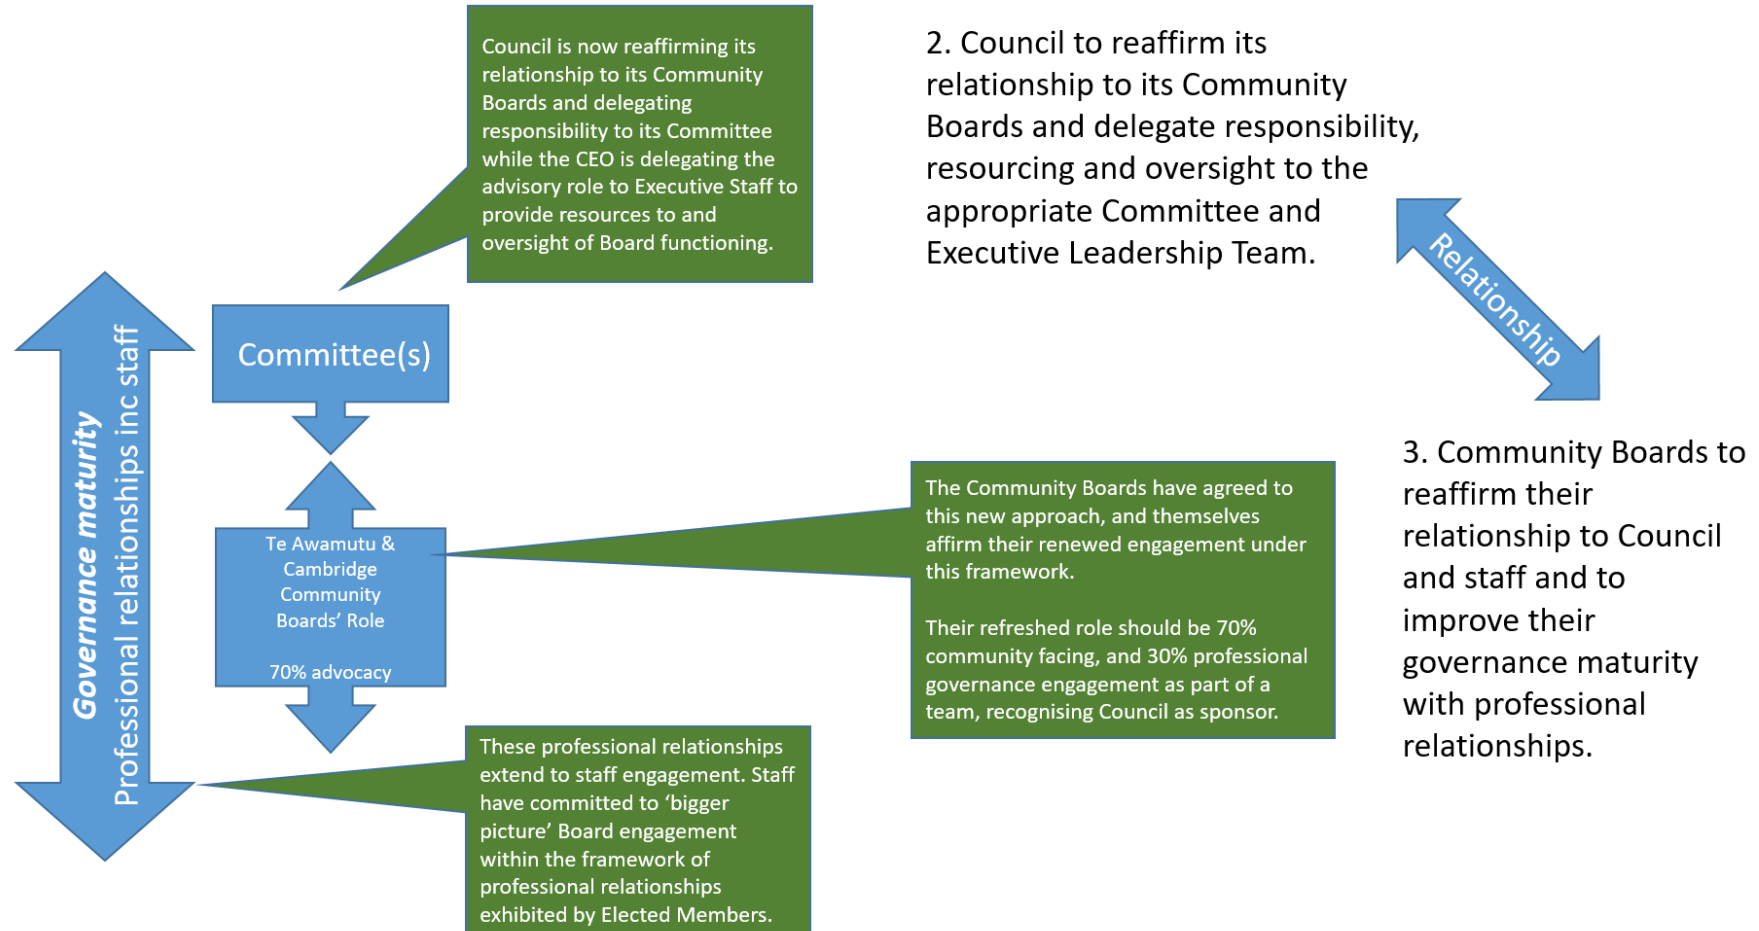 Council is now reaffirming its
relationship to its Community
Boards and delegating
responsibility to its Committee
while the CEO is delegating the
advisory role to Executive Staff to
provide resources to and
oversight of Board functioning.
2. Council to reaffirm its
relationship to its Community
Boards and delegate responsibility,
resourcing and oversight to the
appropriate Committee and
Executive Leadership Team.
Relationship
Governance maturity
Professional relationships inc staff
Committee(s)
Te Awamutu &
Cambridge
Community
Boards’ Role
70% advocacy
The Community Boards have agreed to
this new approach, and themselves
affirm their renewed engagement under
this framework.
Their refreshed role should be 70%
community facing, and 30% professional
governance engagement as part of a
team, recognising Council as sponsor.
3. Community Boards to
reaffirm their
relationship to Council
and staff and to
improve their
governance maturity
with professional
relationships.
These professional relationships
extend to staff engagement. Staff
have committed to ‘bigger
picture’ Board engagement
within the framework of
professional relationships
exhibited by Elected Members.